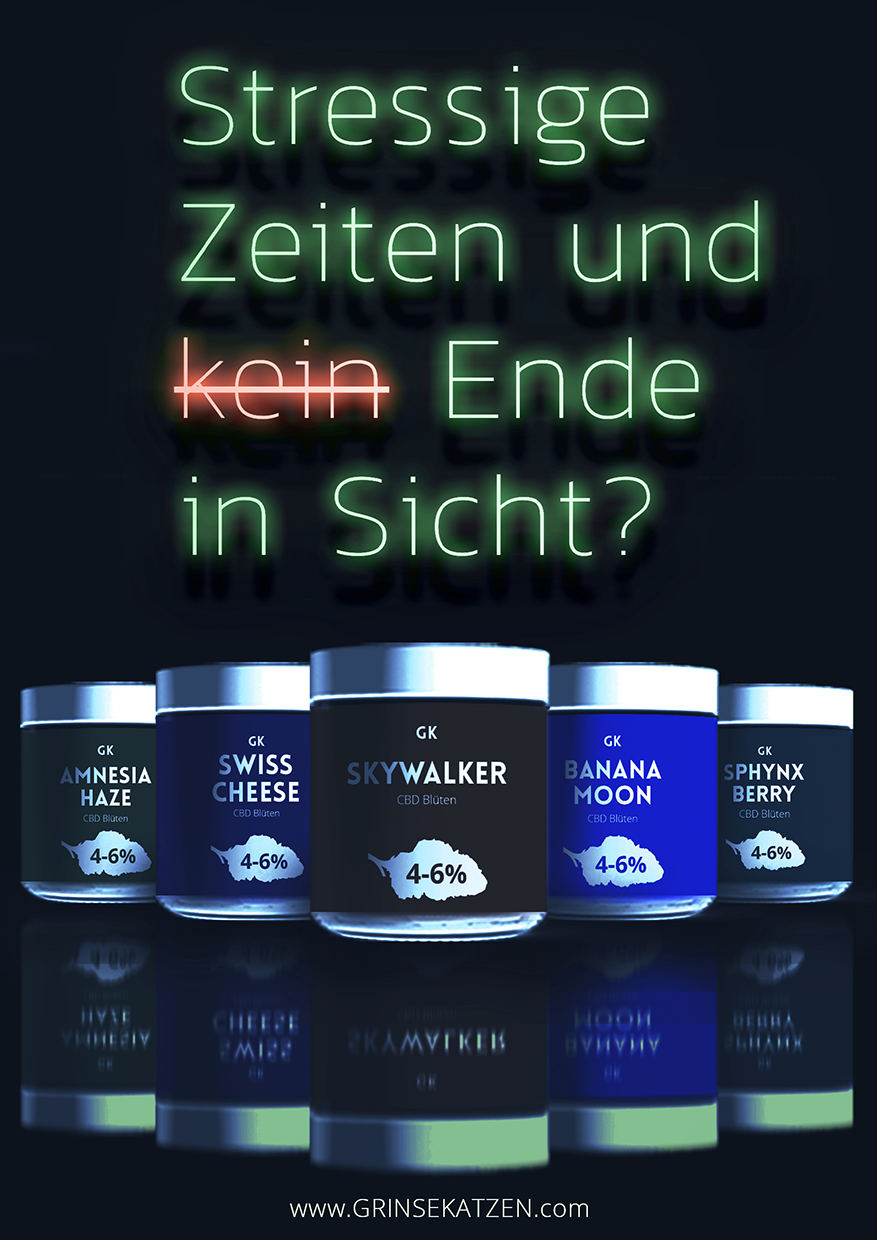 Stressige
Zeiten und
kein Ende
in Sicht?
GK
AMNESIA
HAZE
CBD Blüten
4-6%
GK
SWISS
CHEESE
CBD Blüten
4-6%
GK
SKYWALKER
CBD Blüten
4-6%
GK
BANANA
MOON
CBD Blüten
4-6%
GK
SPHYNX
BERRY
CBD Blüten
4-6%
www.GRINSEKATZEN.com